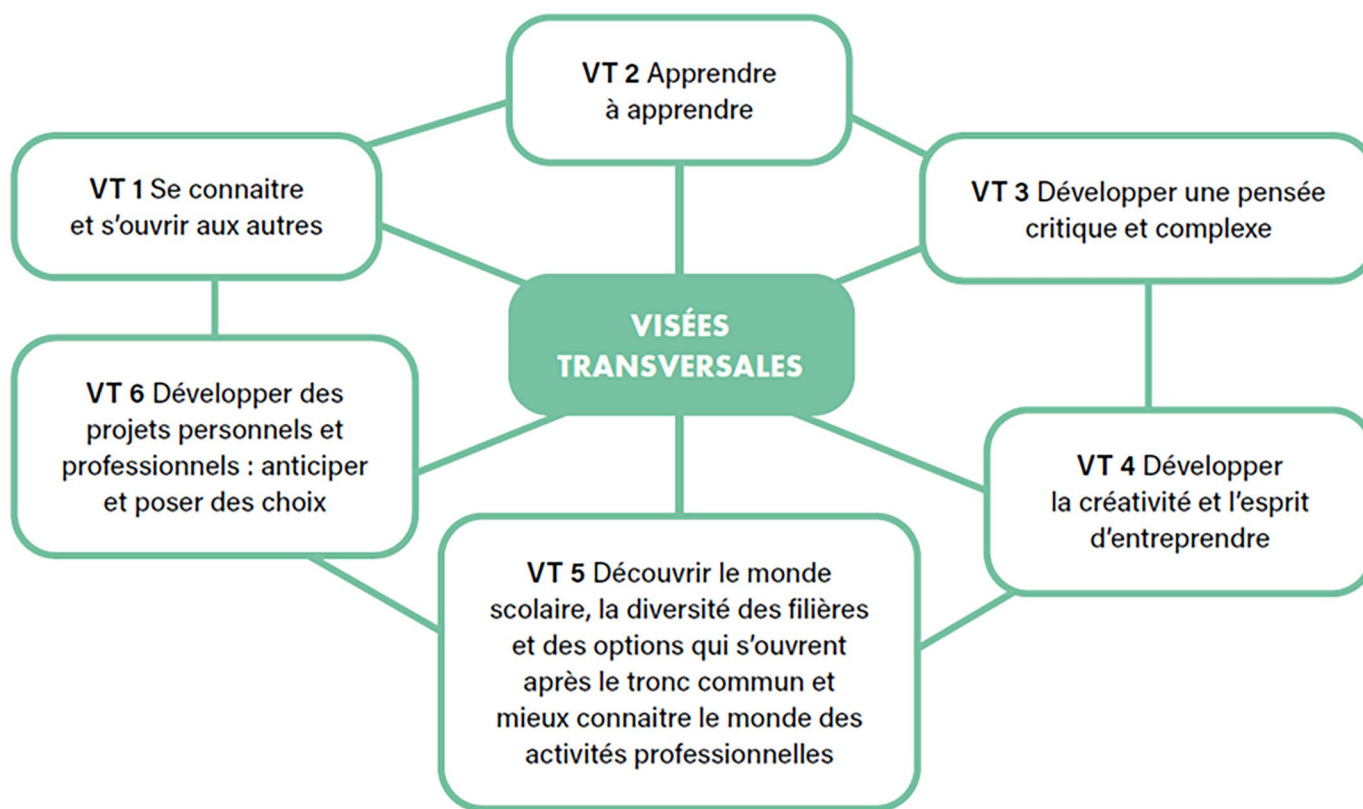 VT 2 Apprendre
à apprendre
VT 1 Se connaitre
et s’ouvrir aux autres
VT 3 Développer une pensée
critique et complexe
VISÉES
TRANSVERSALES
VT 6 Développer des
projets personnels et
professionnels : anticiper
et poser des choix
VT 4 Développer
la créativité et l’esprit
d’entreprendre
VT 5 Découvrir le monde
scolaire, la diversité des filières
et des options qui s’ouvrent
après le tronc commun et
mieux connaitre le monde des
activités professionnelles